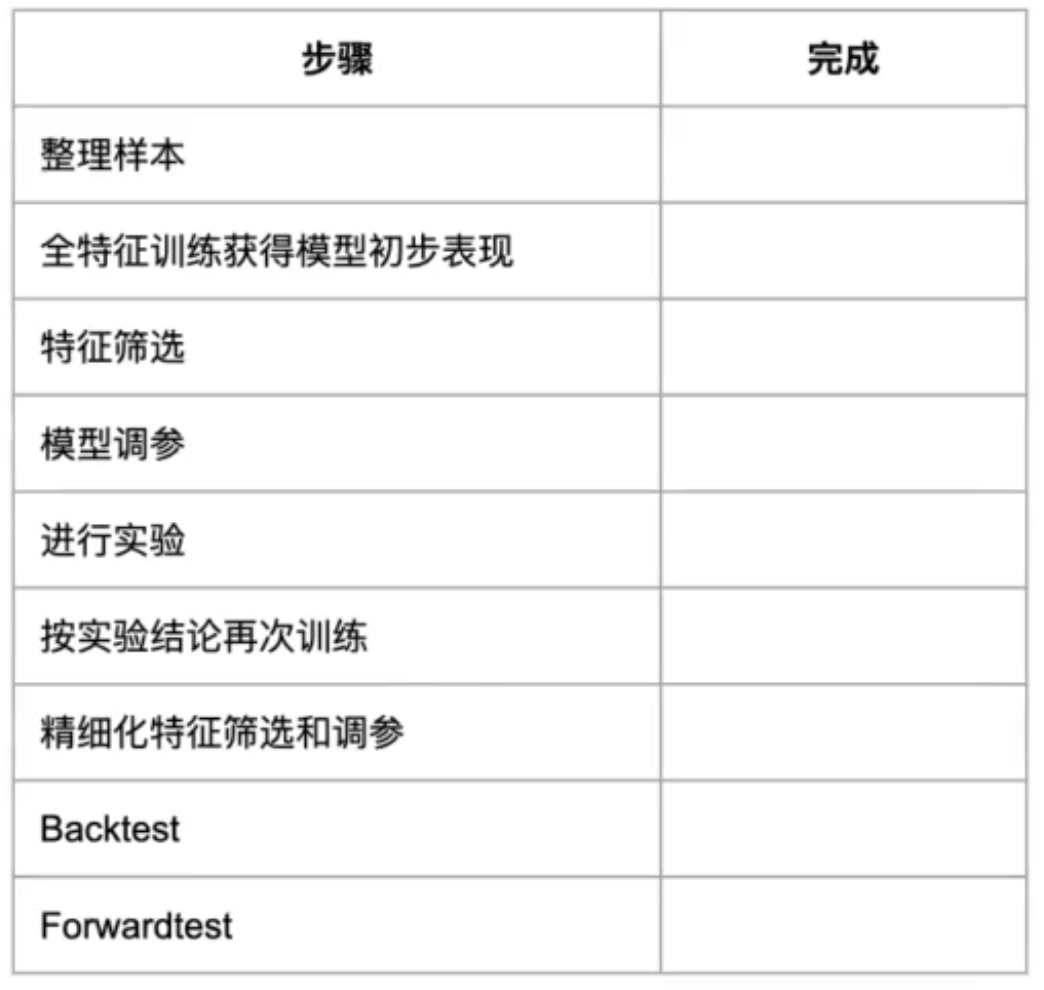 步骤
完成
整理样本
全特征训练获得模型初步表现
特征筛选
模型调参
进行实验
按实验结论再次训练
精细化特征筛选和调参
Backtest
Forwardtest